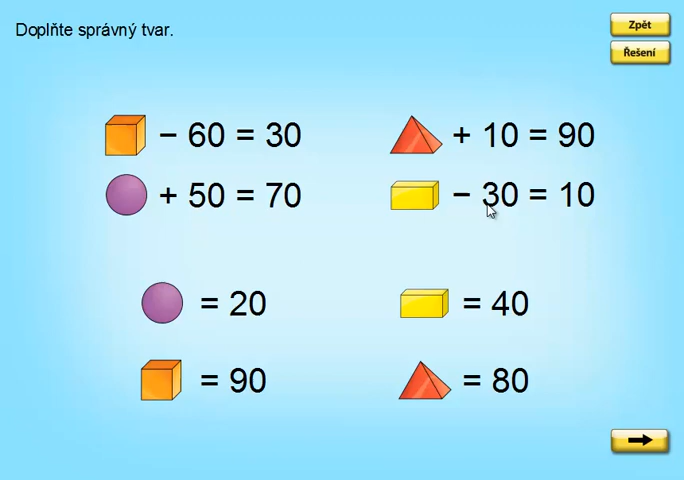 Doplňte správný tvar.
Zpět
Řešení
− 60 = 30
+ 10 = 90
+ 50 = 70
− 30 = 10
= 20
= 40
= 90
= 80